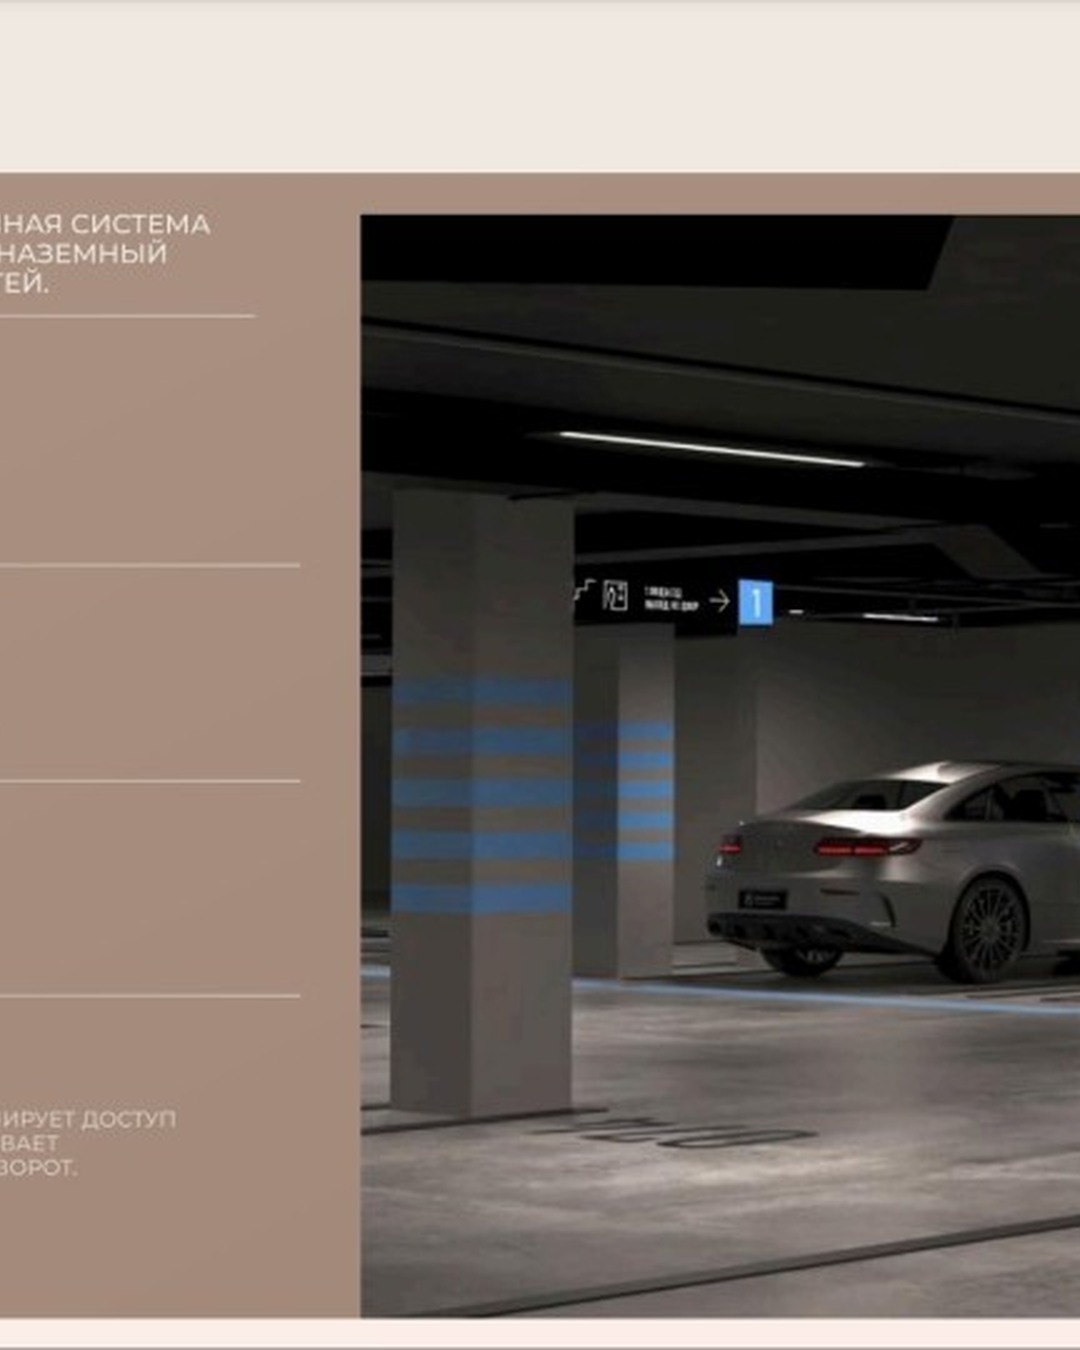 ННАЯ СИСТЕМА
НАЗЕМНЫЙ
ТЕЙ.
ИРУЕТ ДОСТУП
ВАЕТ
ВОРОТ.
1